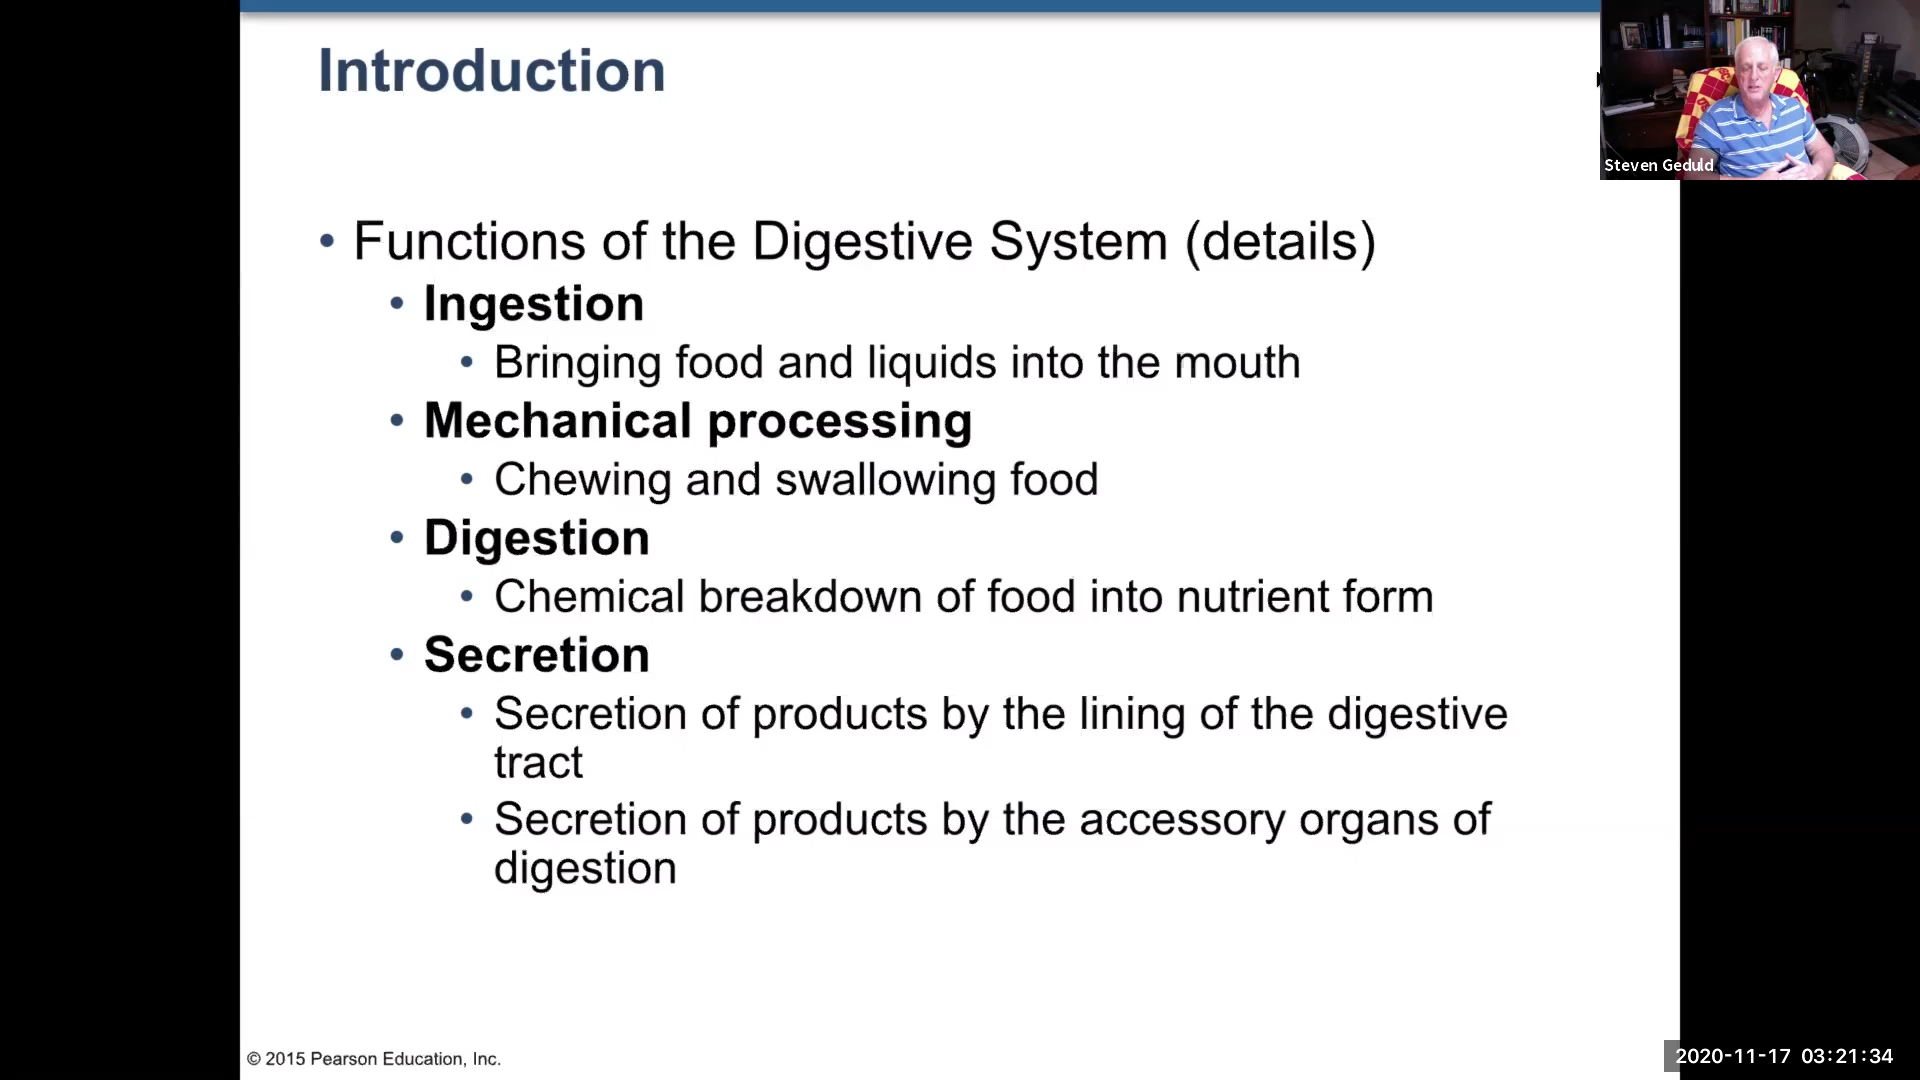 Introduction
• Functions of the Digestive System (details)
• Ingestion
• Bringing food and liquids into the mouth
• Mechanical processing
• Chewing and swallowing food
• Digestion
• Chemical breakdown of food into nutrient form
• Secretion
• Secretion of products by the lining of the digestive
tract
• Secretion of products by the accessory organs of
digestion
© 2015 Pearson Education, Inc.
Steven Geduld
2020-11-17 03:21:34